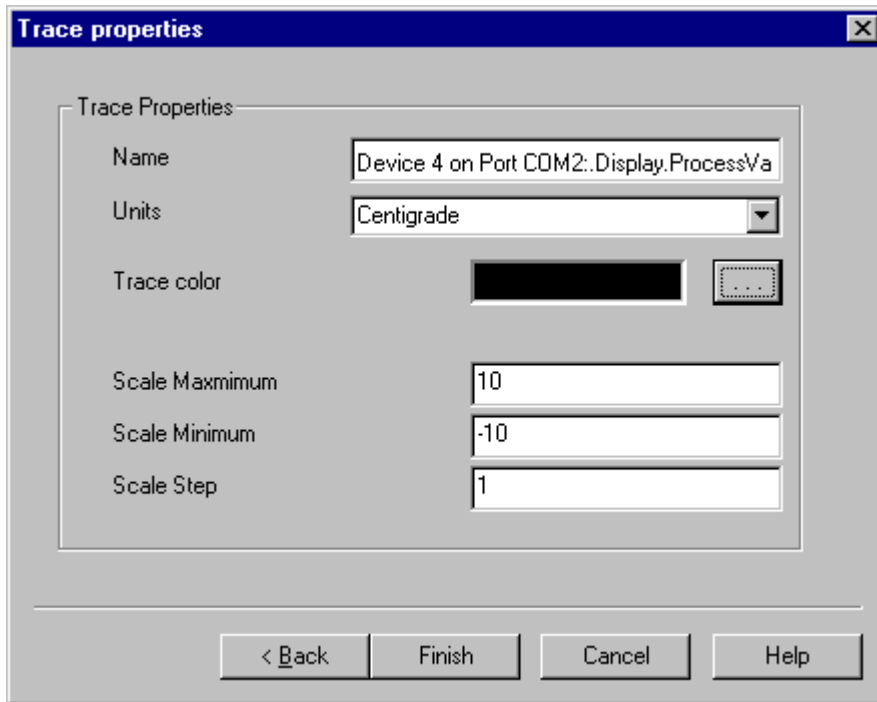 Trace properties
Trace Properties
Name Device 4 on Port COM2:.Display.ProcessVa
Units Centigrade
Trace color ...
Scale Maxmimum 10
Scale Minimum -10
Scale Step 1
< Back Finish Cancel Help